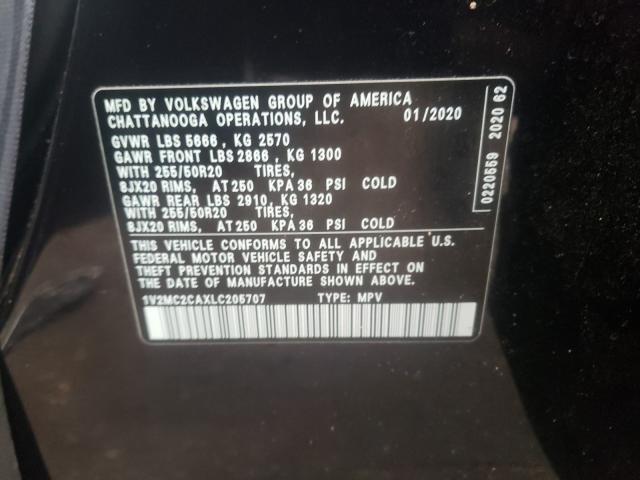 MFD BY VOLKSWAGEN GROUP OF AMERICA
CHATTANOOGA OPERATIONS, LLC. 01/2020
GVWR LBS 5666 , KG 2570
GAWR FRONT LBS 2866 , KG 1300
WITH 255/50R20 TIRES,
8JX20 RIMS, AT 250 KPA 36 PSI COLD
GAWR REAR LBS 2910, KG 1320
WITH 255/50R20 TIRES,
8JX20 RIMS, AT 250 KPA 36 PSI COLD
THIS VEHICLE CONFORMS TO ALL APPLICABLE U.S.
FEDERAL MOTOR VEHICLE SAFETY AND
THEFT PREVENTION STANDARDS IN EFFECT ON
THE DATE OF MANUFACTURE SHOWN ABOVE.
1V2MC2CAXLC205707 TYPE: MPV
0220559 2020 62